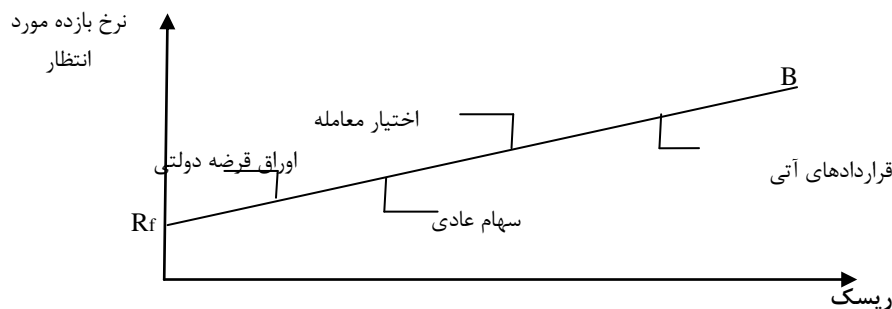 نرخ بازده مورد
انتظار
B
اختیار معامله
اوراق قرضه دولتی
قراردادهای آتی
سهام عادی
Rf
ریسک